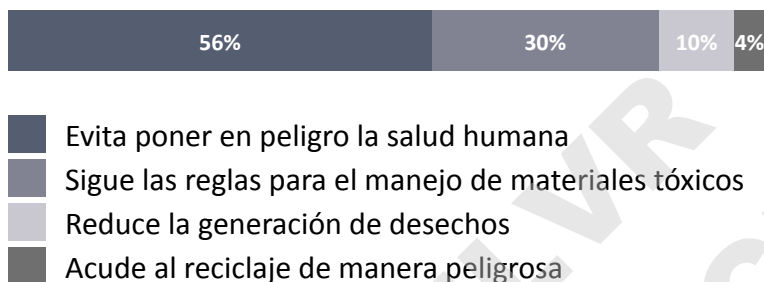 56% 30% 10% 4%
Evita poner en peligro la salud humana
Sigue las reglas para el manejo de materiales tóxicos
Reduce la generación de desechos
Acude al reciclaje de manera peligrosa